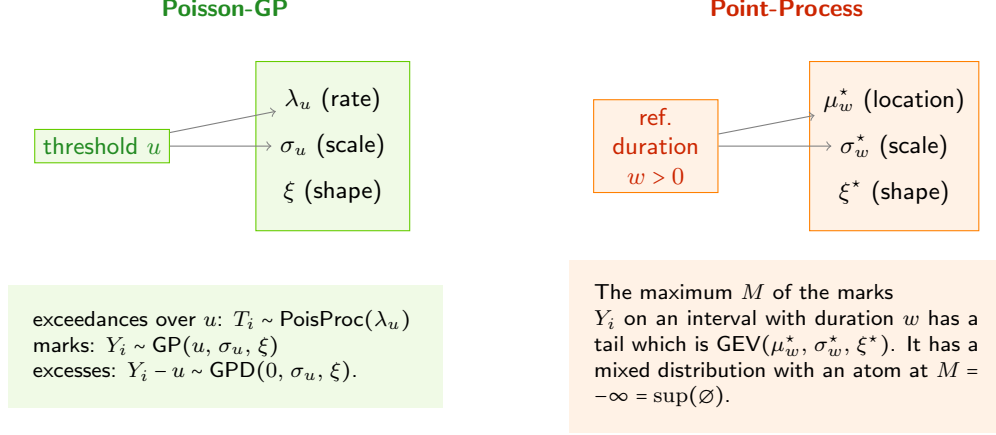 Poisson-GP
threshold u
λ_u (rate)
σ_u (scale)
ξ (shape)
exceedances over u: T_i ~ PoisProc(λ_u)
marks: Y_i ~ GP(u, σ_u, ξ)
excesses: Y_i − u ~ GPD(0, σ_u, ξ).
Point-Process
ref.
duration
w > 0
μ*_w (location)
σ*_w (scale)
ξ* (shape)
The maximum M of the marks
Y_i on an interval with duration w has a
tail which is GEV(μ*_w, σ*_w, ξ*). It has a
mixed distribution with an atom at M =
−∞ = sup(∅).